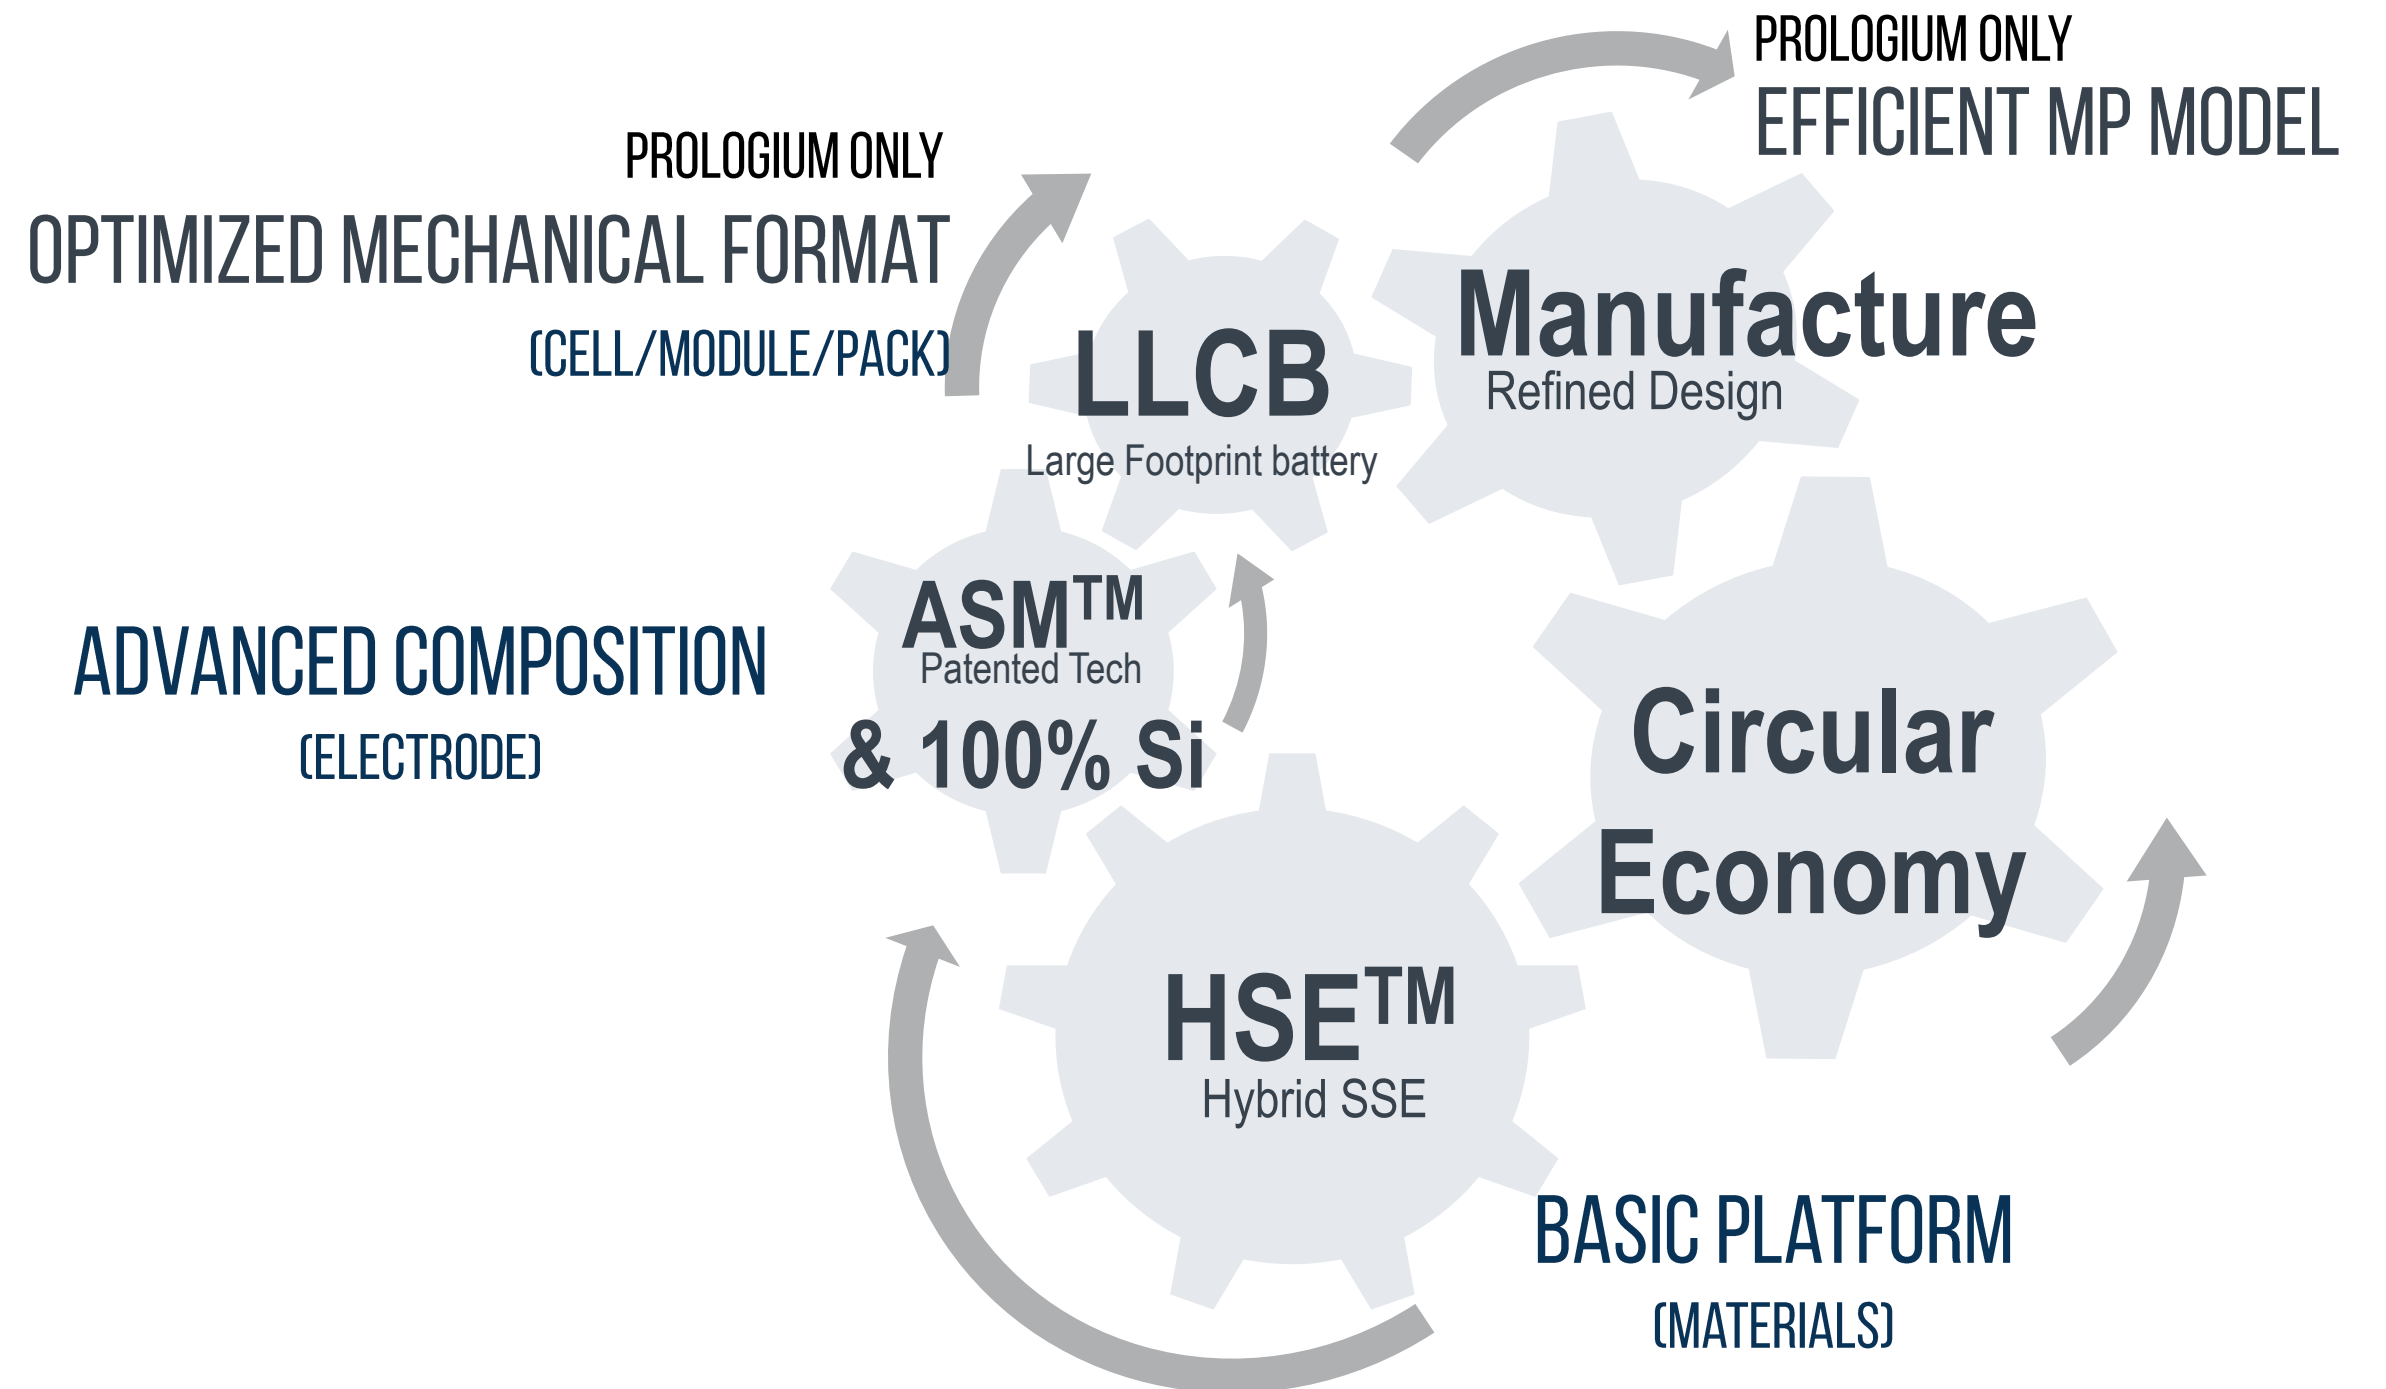 PROLOGIUM ONLY
EFFICIENT MP MODEL
PROLOGIUM ONLY
OPTIMIZED MECHANICAL FORMAT
(CELL/MODULE/PACK)
LLCB
Large Footprint battery
Manufacture
Refined Design
ADVANCED COMPOSITION
(ELECTRODE)
ASM™
Patented Tech
& 100% Si
Circular
Economy
HSE™
Hybrid SSE
BASIC PLATFORM
(MATERIALS)